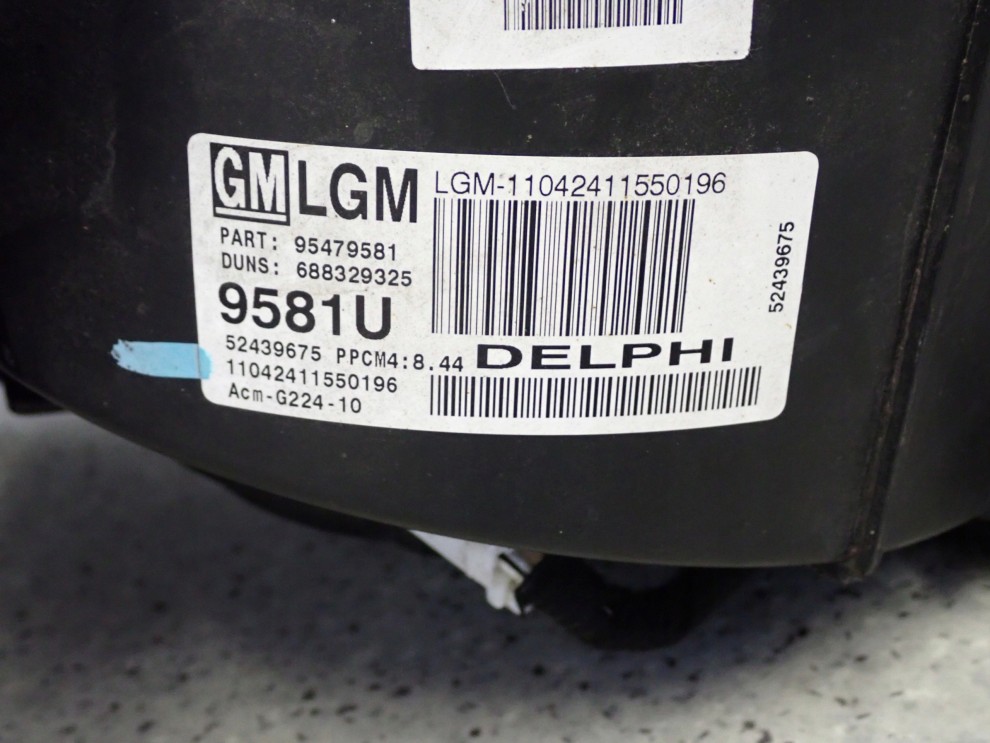 GM LGM LGM-11042411550196
PART: 95479581
DUNS: 688329325
9581U
52439675 PPCM4:8.44 DELPHI
11042411550196
Acm-G224-10
52439675